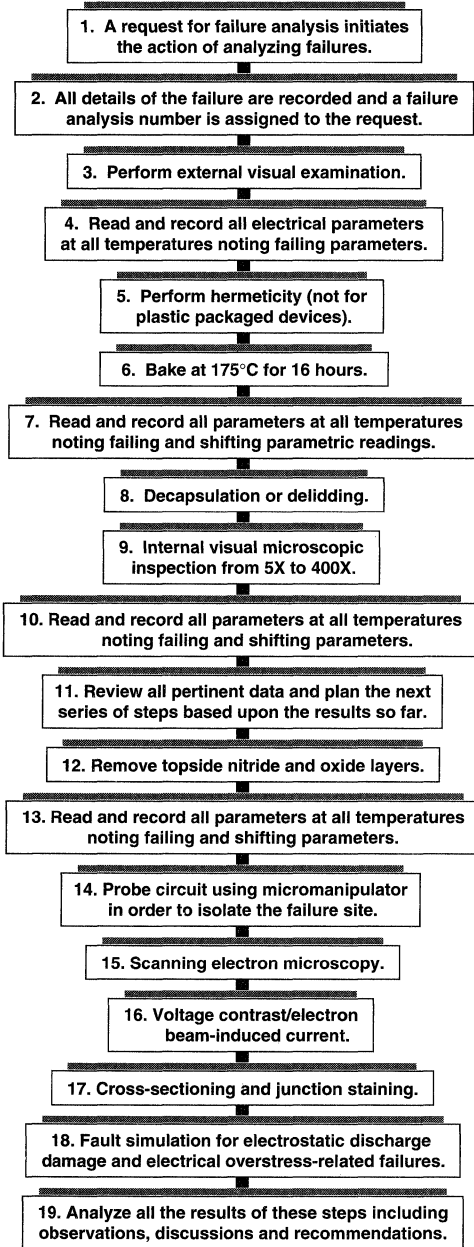 1. A request for failure analysis initiates
the action of analyzing failures.
2. All details of the failure are recorded and a failure
analysis number is assigned to the request.
3. Perform external visual examination.
4. Read and record all electrical parameters
at all temperatures noting failing parameters.
5. Perform hermeticity (not for
plastic packaged devices).
6. Bake at 175°C for 16 hours.
7. Read and record all parameters at all temperatures
noting failing and shifting parametric readings.
8. Decapsulation or delidding.
9. Internal visual microscopic
inspection from 5X to 400X.
10. Read and record all parameters at all temperatures
noting failing and shifting parameters.
11. Review all pertinent data and plan the next
series of steps based upon the results so far.
12. Remove topside nitride and oxide layers.
13. Read and record all parameters at all temperatures
noting failing and shifting parameters.
14. Probe circuit using micromanipulator
in order to isolate the failure site.
15. Scanning electron microscopy.
16. Voltage contrast/electron
beam-induced current.
17. Cross-sectioning and junction staining.
18. Fault simulation for electrostatic discharge
damage and electrical overstress-related failures.
19. Analyze all the results of these steps including
observations, discussions and recommendations.